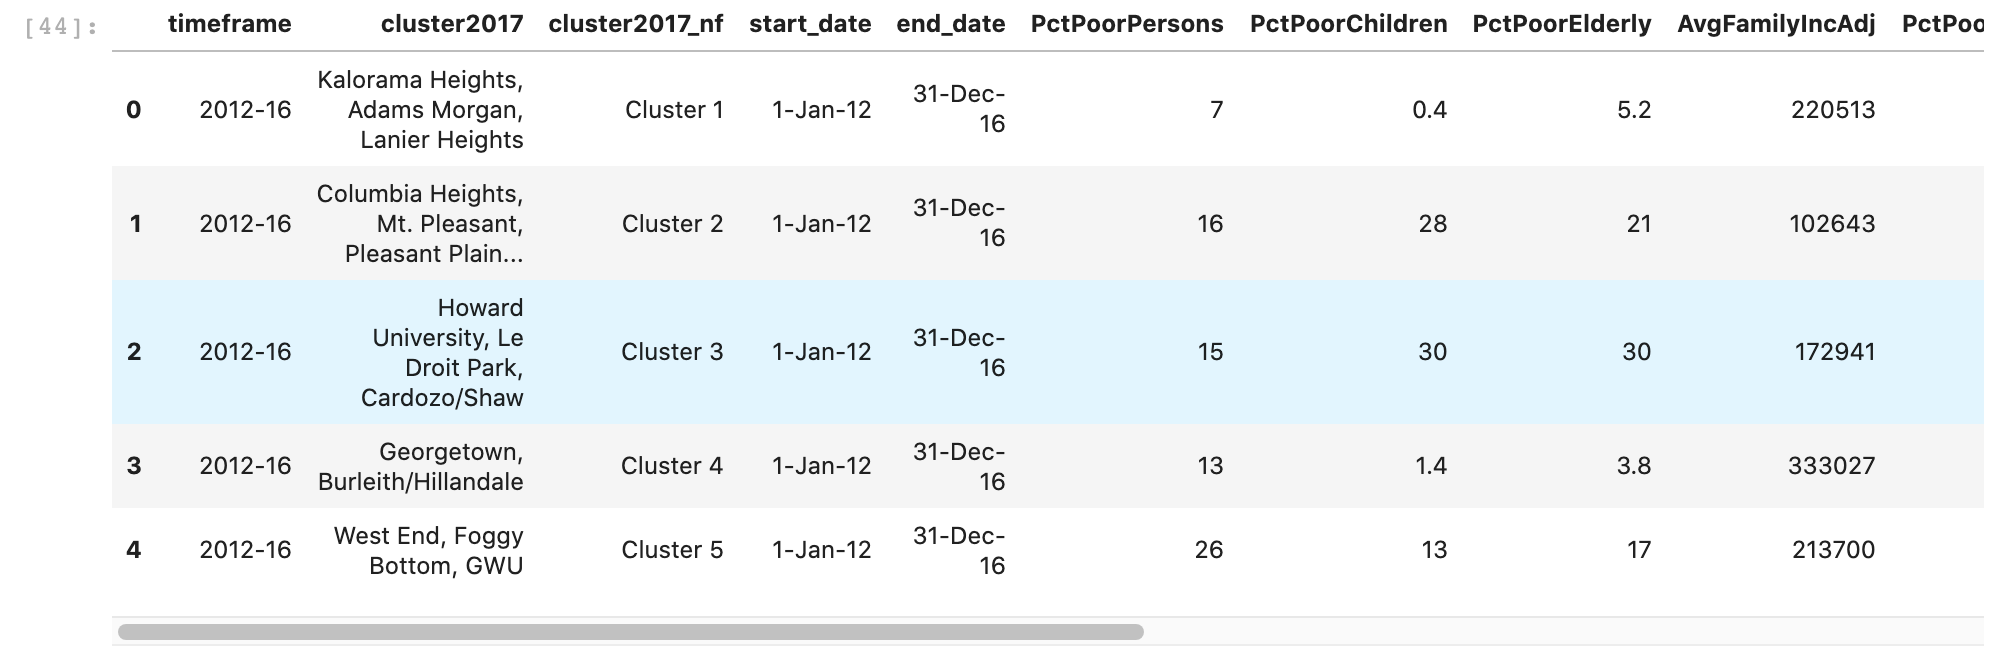 [44]:
timeframe cluster2017 cluster2017_nf start_date end_date PctPoorPersons PctPoorChildren PctPoorElderly AvgFamilyIncAdj PctPoo
0 2012-16 Kalorama Heights, Adams Morgan, Lanier Heights Cluster 1 1-Jan-12 31-Dec-16 7 0.4 5.2 220513
1 2012-16 Columbia Heights, Mt. Pleasant, Pleasant Plain... Cluster 2 1-Jan-12 31-Dec-16 16 28 21 102643
2 2012-16 Howard University, Le Droit Park, Cardozo/Shaw Cluster 3 1-Jan-12 31-Dec-16 15 30 30 172941
3 2012-16 Georgetown, Burleith/Hillandale Cluster 4 1-Jan-12 31-Dec-16 13 1.4 3.8 333027
4 2012-16 West End, Foggy Bottom, GWU Cluster 5 1-Jan-12 31-Dec-16 26 13 17 213700